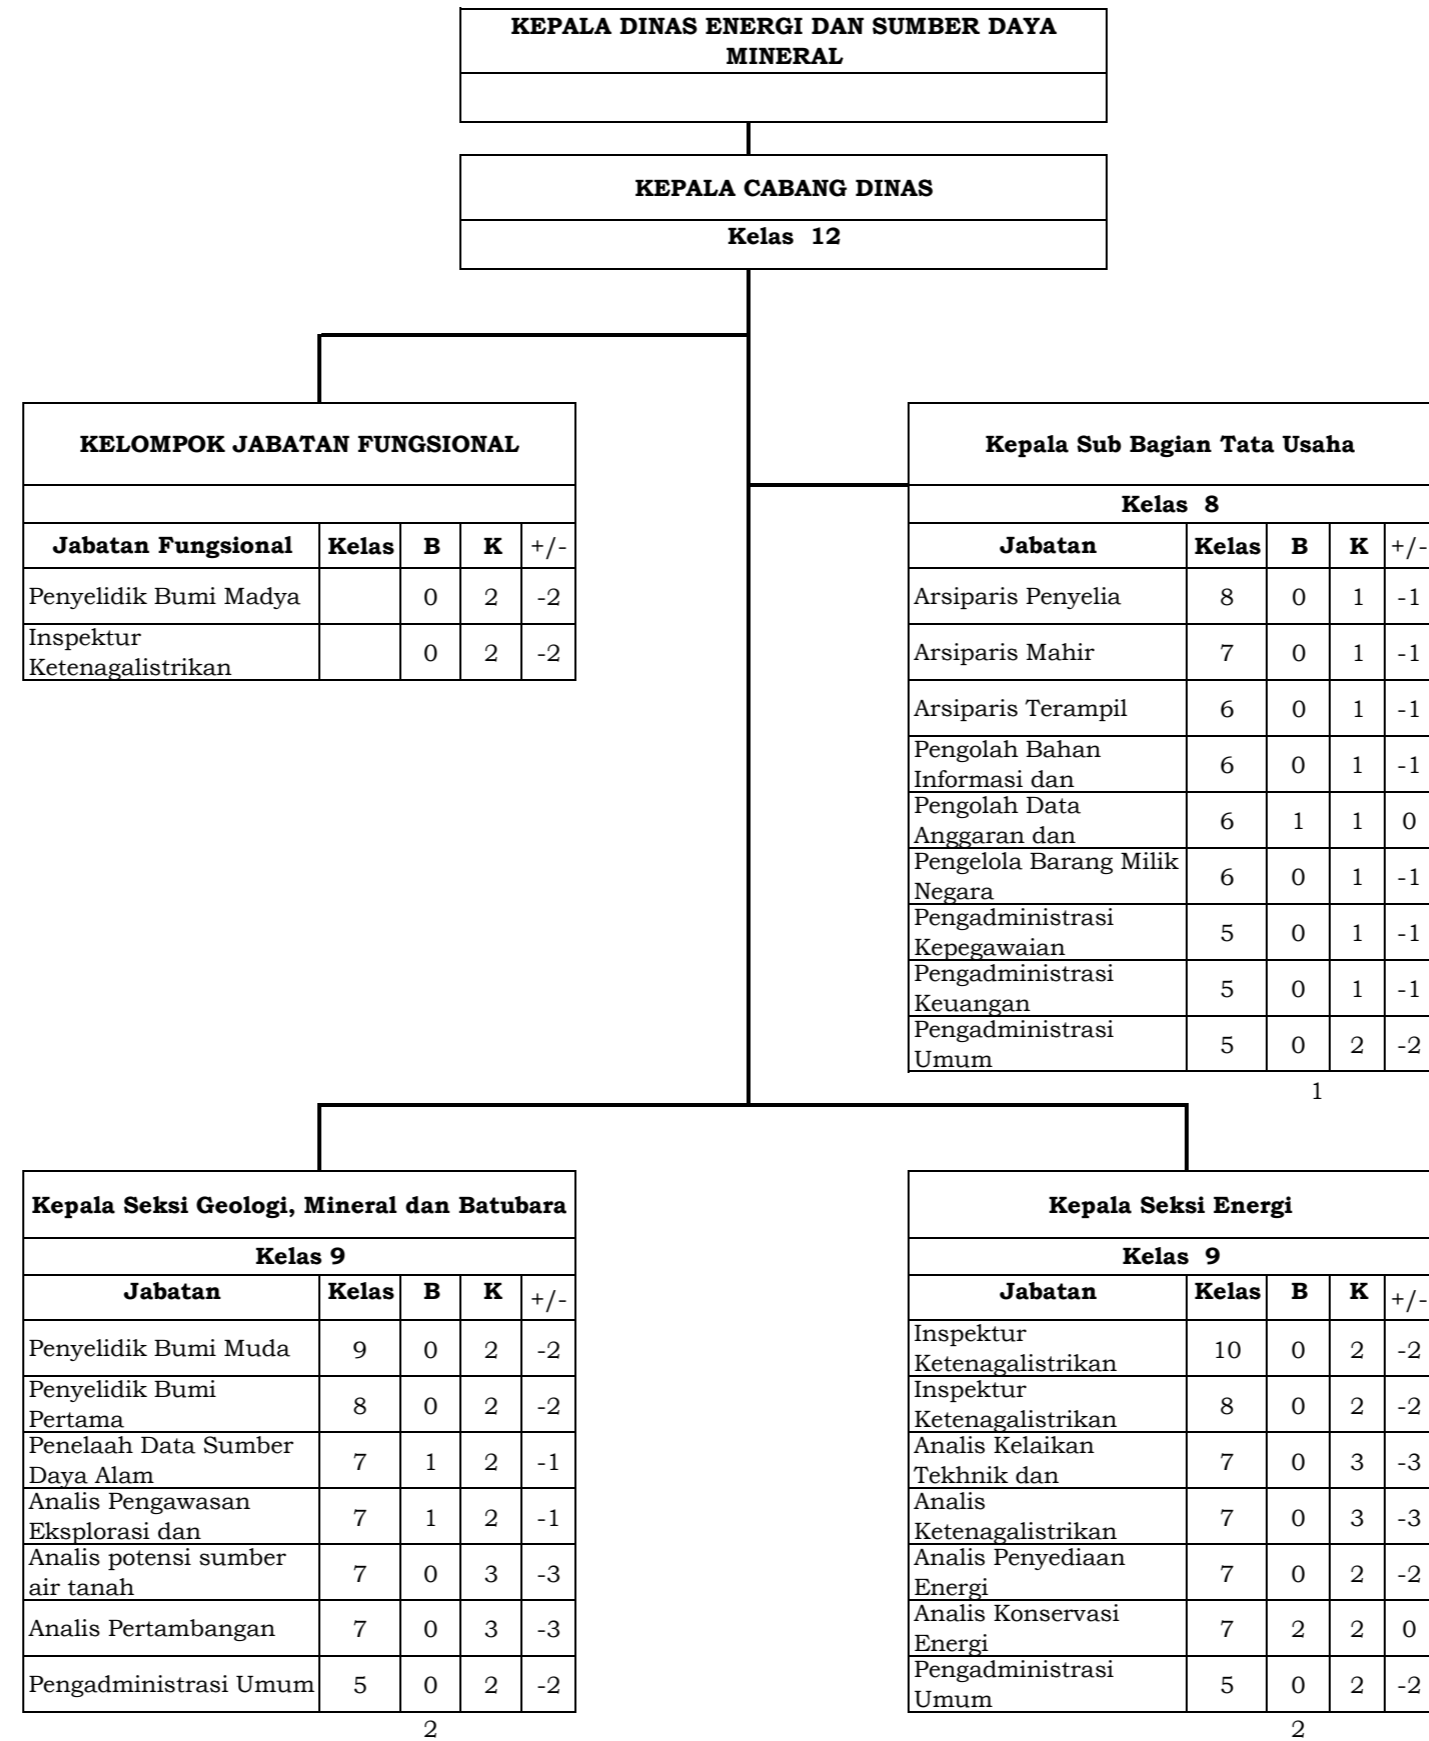 KEPALA DINAS ENERGI DAN SUMBER DAYA
MINERAL
KEPALA CABANG DINAS
Kelas 12
KELOMPOK JABATAN FUNGSIONAL
Jabatan Fungsional Kelas B K +/-
Penyelidik Bumi Madya 0 2 -2
Inspektur
Ketenagalistrikan 0 2 -2
Kepala Sub Bagian Tata Usaha
Kelas 8
Jabatan Kelas B K +/-
Arsiparis Penyelia 8 0 1 -1
Arsiparis Mahir 7 0 1 -1
Arsiparis Terampil 6 0 1 -1
Pengolah Bahan
Informasi dan 6 0 1 -1
Pengolah Data
Anggaran dan 6 1 1 0
Pengelola Barang Milik
Negara 6 0 1 -1
Pengadministrasi
Kepegawaian 5 0 1 -1
Pengadministrasi
Keuangan 5 0 1 -1
Pengadministrasi
Umum 5 0 2 -2
1
Kepala Seksi Geologi, Mineral dan Batubara
Kelas 9
Jabatan Kelas B K +/-
Penyelidik Bumi Muda 9 0 2 -2
Penyelidik Bumi
Pertama 8 0 2 -2
Penelaah Data Sumber
Daya Alam 7 1 2 -1
Analis Pengawasan
Eksplorasi dan 7 1 2 -1
Analis potensi sumber
air tanah 7 0 3 -3
Analis Pertambangan 7 0 3 -3
Pengadministrasi Umum 5 0 2 -2
2
Kepala Seksi Energi
Kelas 9
Jabatan Kelas B K +/-
Inspektur
Ketenagalistrikan 10 0 2 -2
Inspektur
Ketenagalistrikan 8 0 2 -2
Analis Kelaikan
Tekhnik dan 7 0 3 -3
Analis
Ketenagalistrikan 7 0 3 -3
Analis Penyediaan
Energi 7 0 2 -2
Analis Konservasi
Energi 7 2 2 0
Pengadministrasi
Umum 5 0 2 -2
2